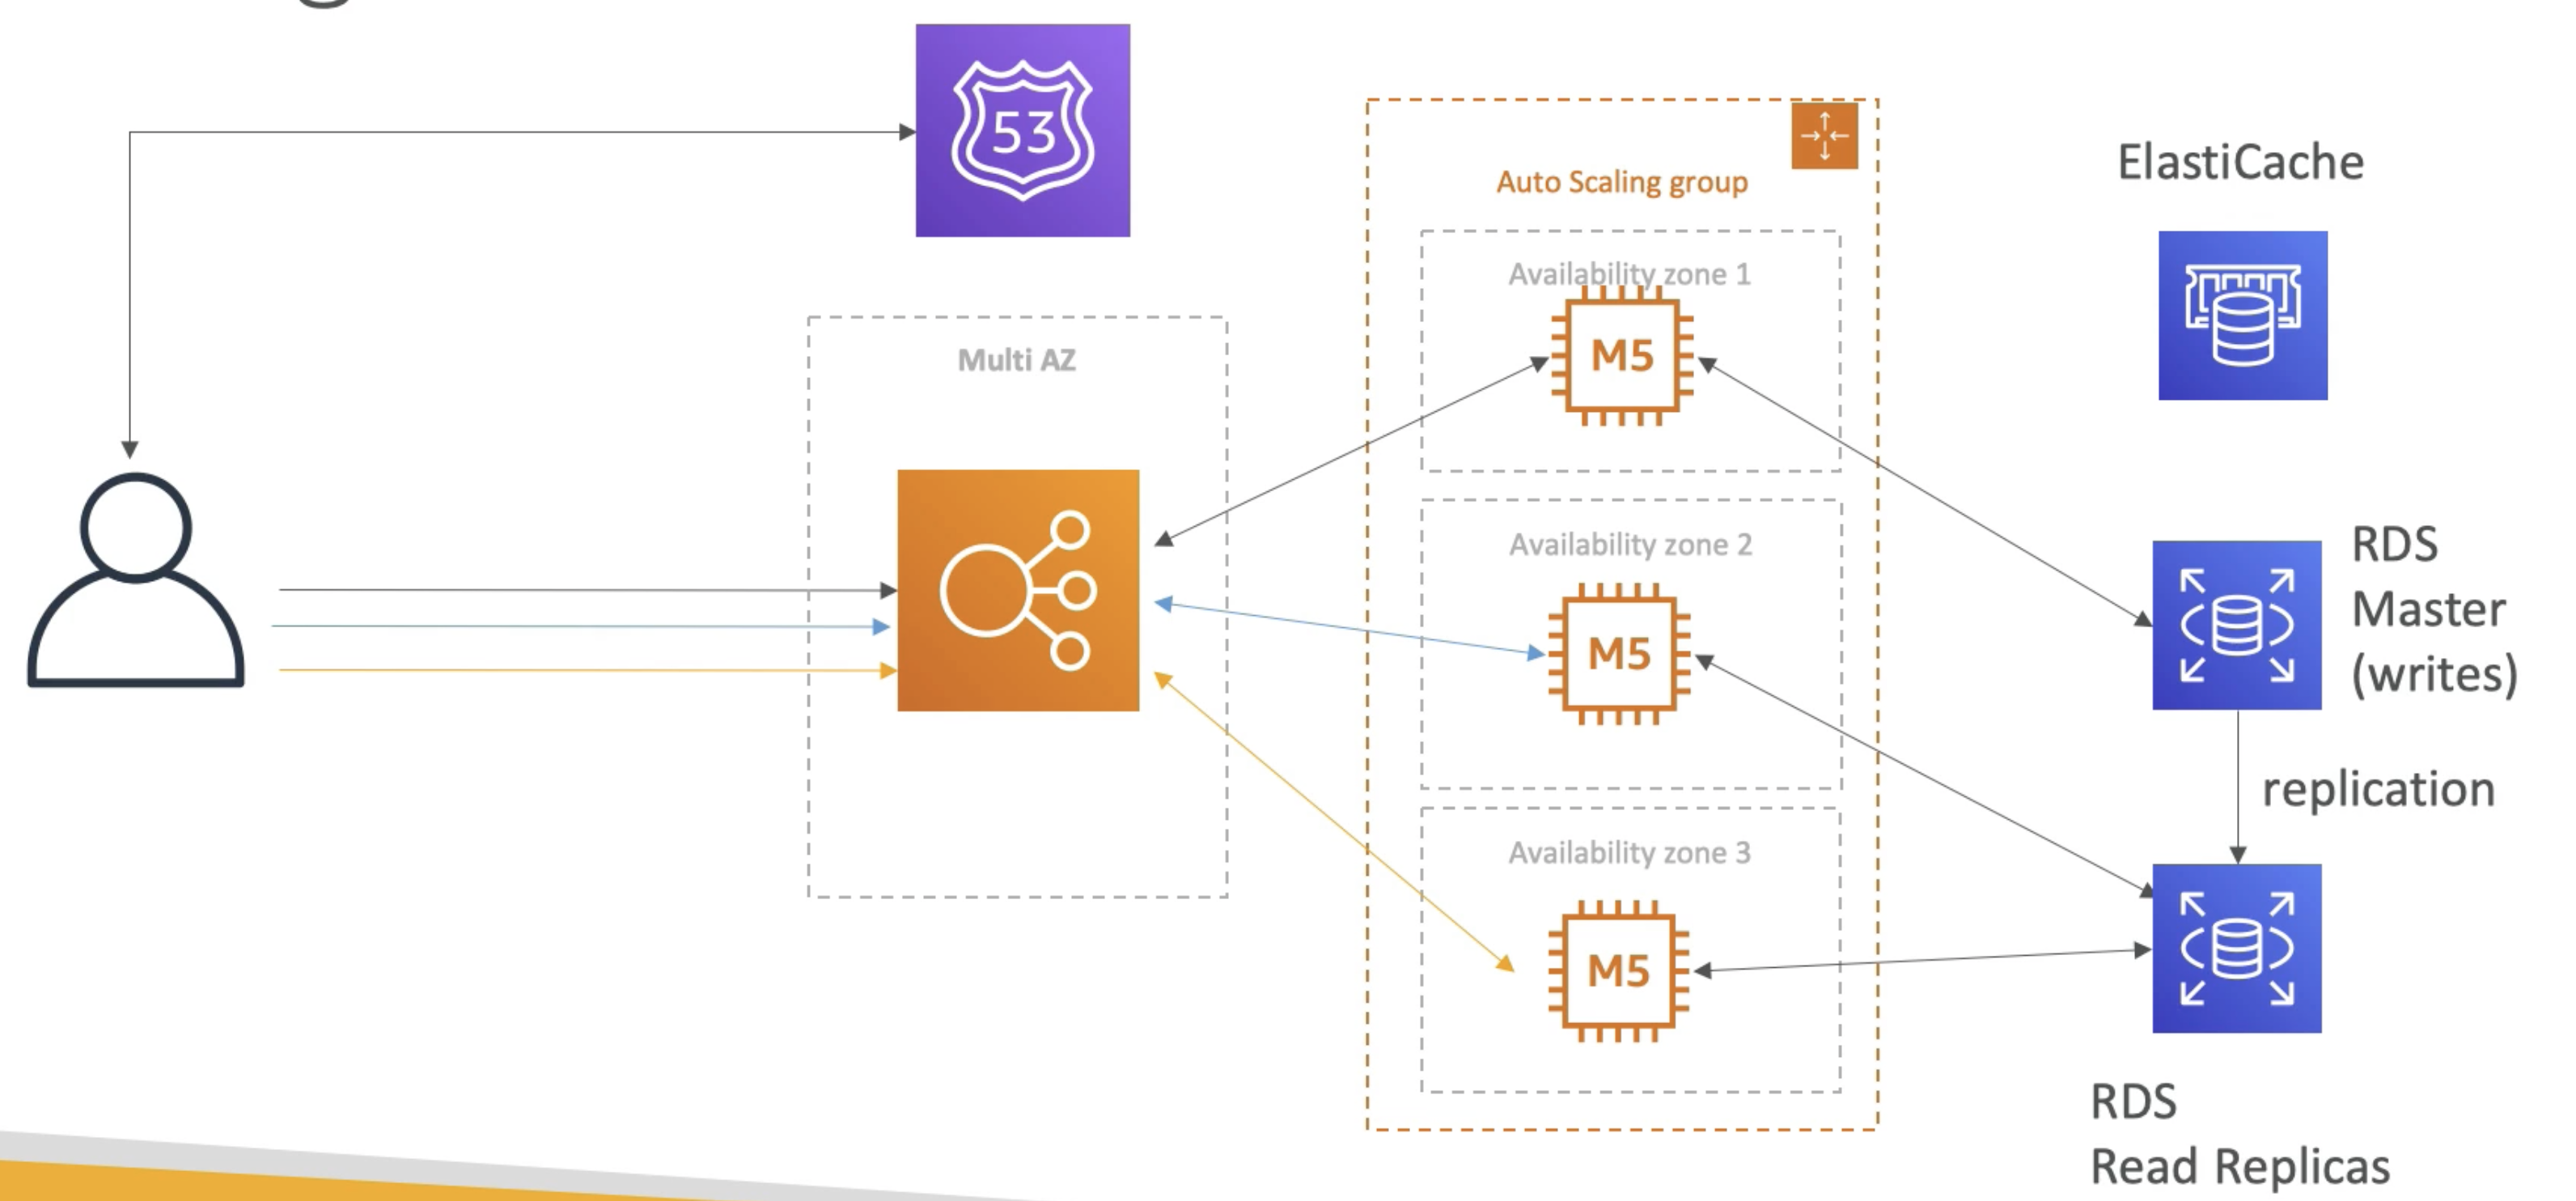 53
Auto Scaling group
ElastiCache
Availability zone 1
M5
Multi AZ
Availability zone 2
M5
RDS
Master
(writes)
replication
Availability zone 3
M5
RDS
Read Replicas